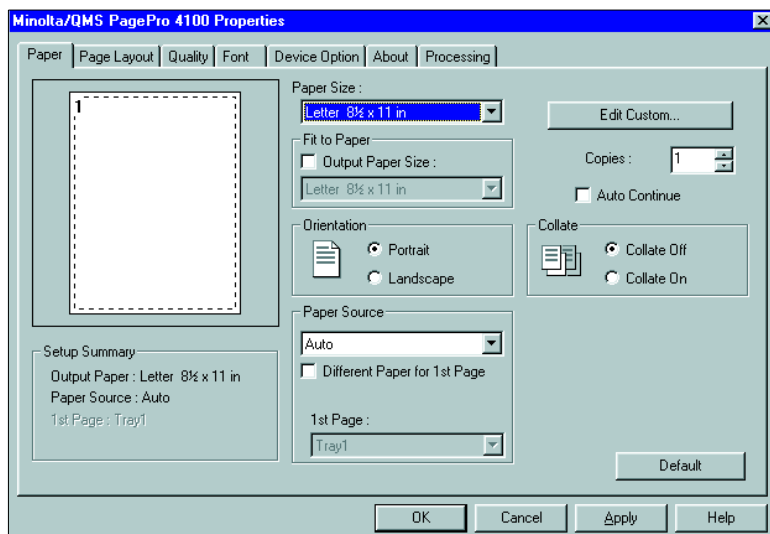 Minolta/QMS PagePro 4100 Properties
Paper
Page Layout
Quality
Font
Device Option
About
Processing
1
Setup Summary
Output Paper : Letter 8½ x 11 in
Paper Source : Auto
1st Page : Tray1
Paper Size :
Letter 8½ x 11 in
Fit to Paper
Output Paper Size :
Letter 8½ x 11 in
Orientation
Portrait
Landscape
Paper Source
Auto
Different Paper for 1st Page
1st Page :
Tray1
Edit Custom...
Copies : 1
Auto Continue
Collate
Collate Off
Collate On
Default
OK
Cancel
Apply
Help